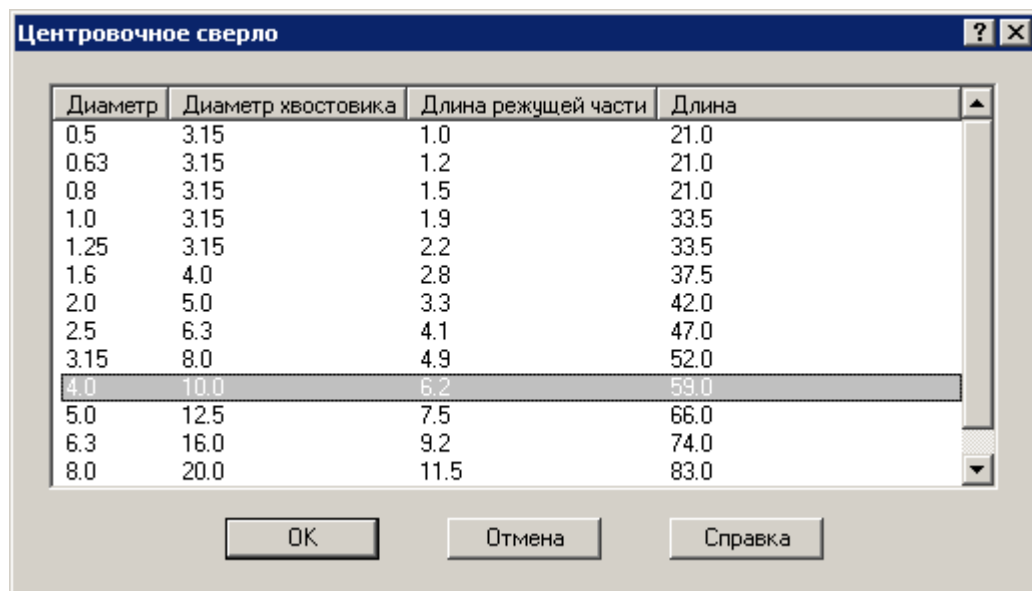 Центровочное сверло
Диаметр Диаметр хвостовика Длина режущей части Длина
0.5 3.15 1.0 21.0
0.63 3.15 1.2 21.0
0.8 3.15 1.5 21.0
1.0 3.15 1.9 33.5
1.25 3.15 2.2 33.5
1.6 4.0 2.8 37.5
2.0 5.0 3.3 42.0
2.5 6.3 4.1 47.0
3.15 8.0 4.9 52.0
4.0 10.0 6.2 59.0
5.0 12.5 7.5 66.0
6.3 16.0 9.2 74.0
8.0 20.0 11.5 83.0
OK Отмена Справка